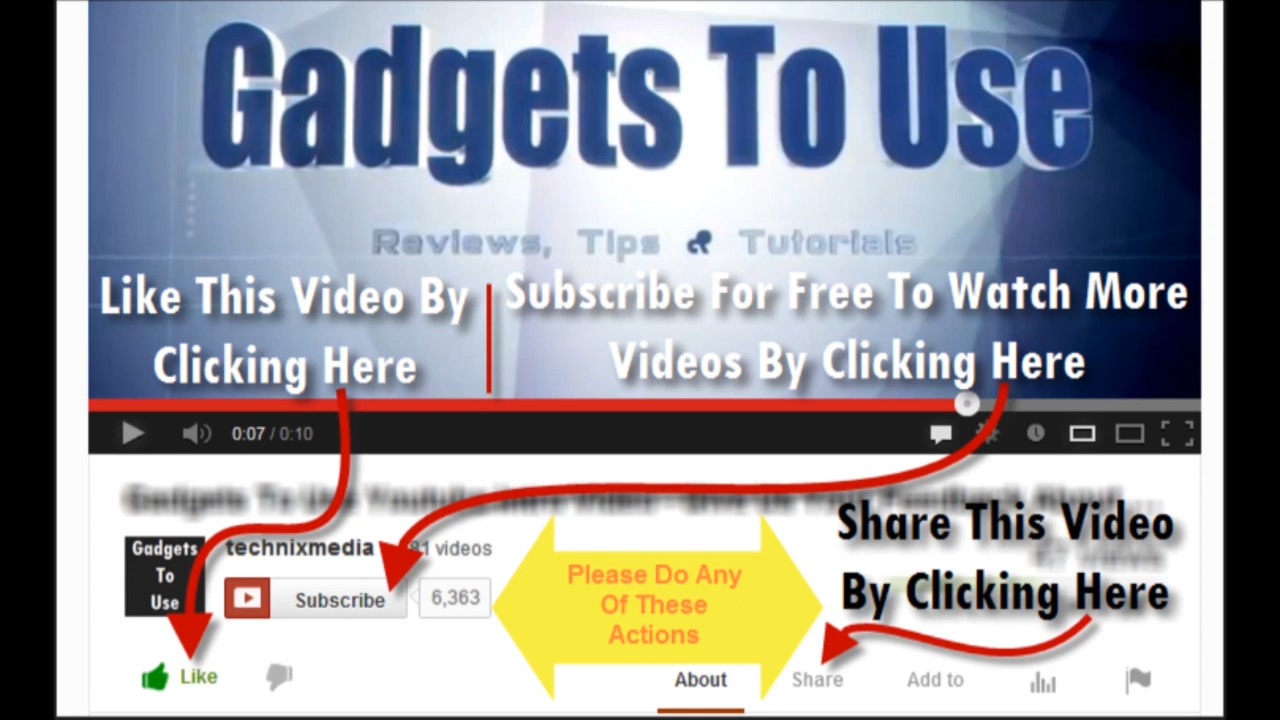 Gadgets To Use
Reviews, Tips & Tutorials
Like This Video By
Clicking Here
Subscribe For Free To Watch More
Videos By Clicking Here
0:07 / 0:10
Share This Video
By Clicking Here
Gadgets
To
Use
technixmedia
81 videos
Subscribe
6,363
Please Do Any
Of These
Actions
Like
About
Share
Add to